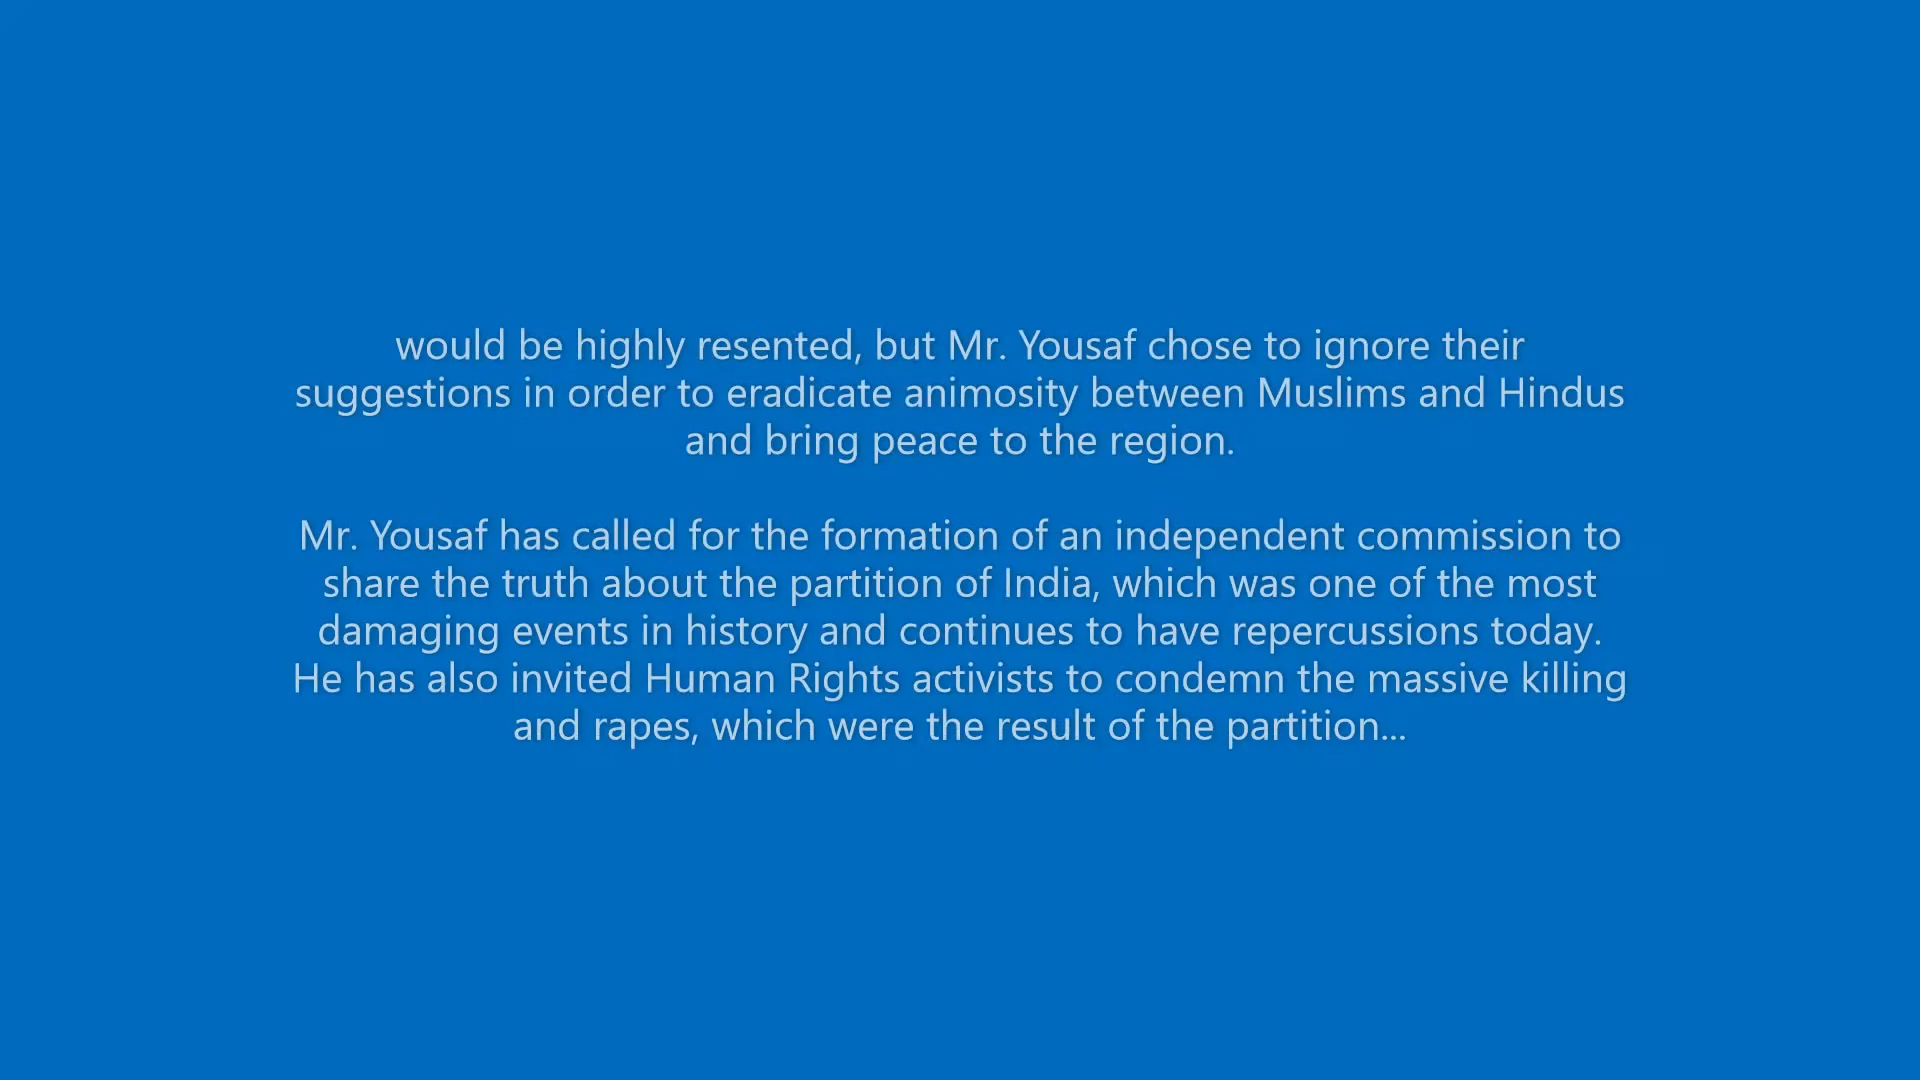 would be highly resented, but Mr. Yousaf chose to ignore their
suggestions in order to eradicate animosity between Muslims and Hindus
and bring peace to the region.
Mr. Yousaf has called for the formation of an independent commission to
share the truth about the partition of India, which was one of the most
damaging events in history and continues to have repercussions today.
He has also invited Human Rights activists to condemn the massive killing
and rapes, which were the result of the partition...